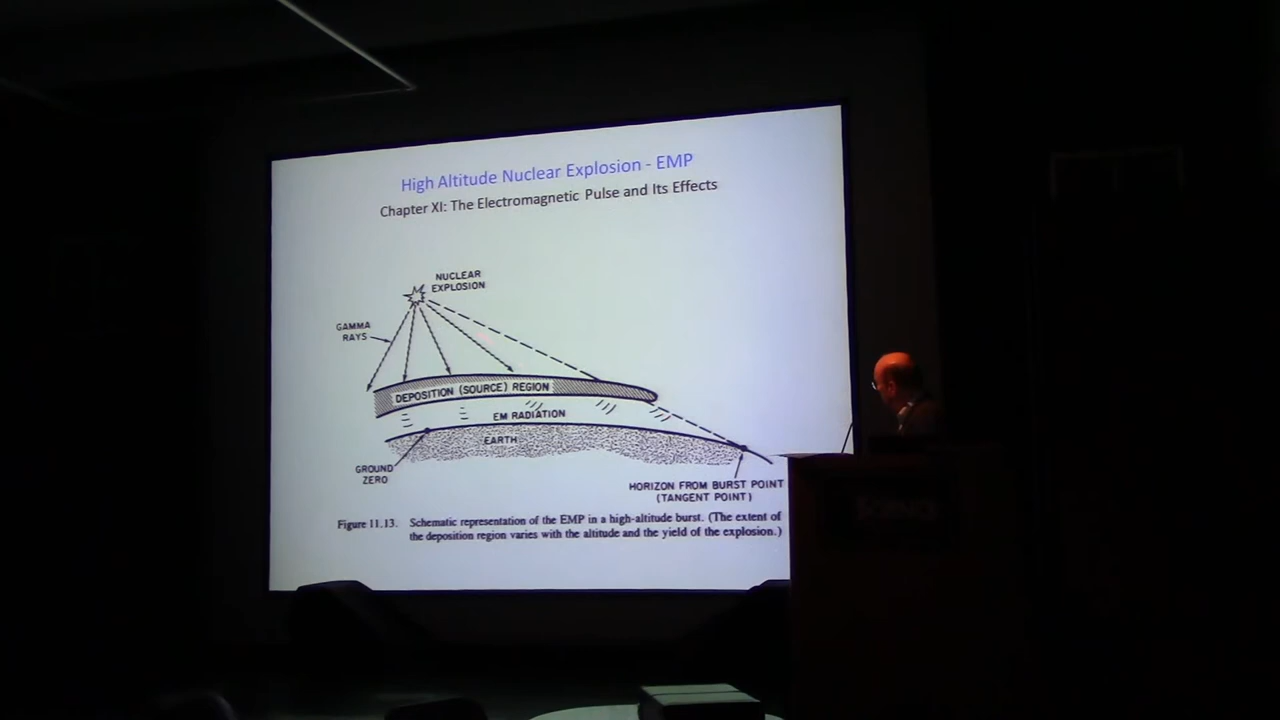 High Altitude Nuclear Explosion - EMP
Chapter XI: The Electromagnetic Pulse and Its Effects
NUCLEAR
EXPLOSION
GAMMA
RAYS
DEPOSITION (SOURCE) REGION
EM RADIATION
EARTH
GROUND
ZERO
HORIZON FROM BURST POINT
(TANGENT POINT)
Figure 11.13. Schematic representation of the EMP in a high-altitude burst. (The extent of
the deposition region varies with the altitude and the yield of the explosion.)